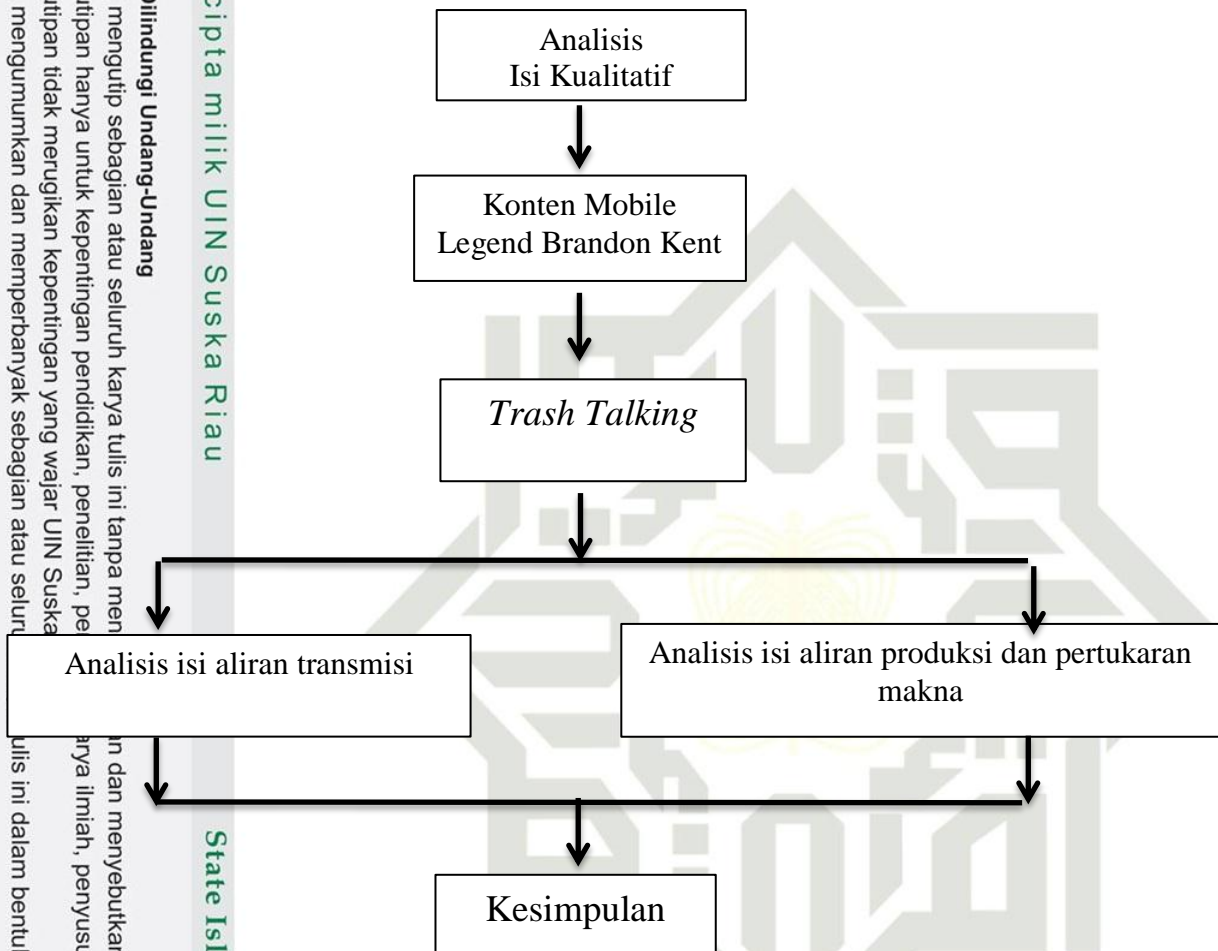 Analisis
Isi Kualitatif
Konten Mobile
Legend Brandon Kent
Trash Talking
Analisis isi aliran transmisi
Analisis isi aliran produksi dan pertukaran
makna
Kesimpulan
cipta milik UIN Suska Riau
State Isl
Dilindungi Undang-Undang
mengutip sebagian atau seluruh karya tulis ini tanpa men
an dan menyebutkan
utipan hanya untuk kepentingan pendidikan, penelitian, pe
arya ilmiah, penyusu
utipan tidak merugikan kepentingan yang wajar UIN Suska
mengumumkan dan memperbanyak sebagian atau seluru
ulis ini dalam bentuk